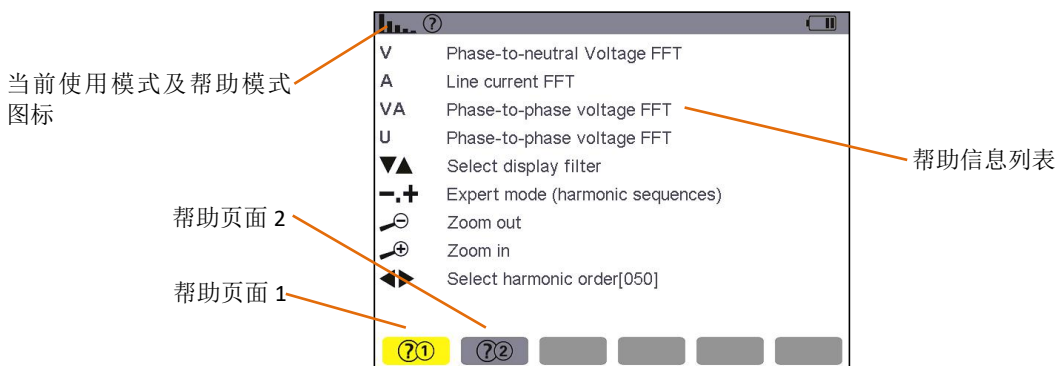 ?
V Phase-to-neutral Voltage FFT
A Line current FFT
VA Phase-to-phase voltage FFT
U Phase-to-phase voltage FFT
▼▲ Select display filter
-.+ Expert mode (harmonic sequences)
Zoom out
Zoom in
◀▶ Select harmonic order[050]
?1 ?2
当前使用模式及帮助模式
图标
帮助信息列表
帮助页面 2
帮助页面 1